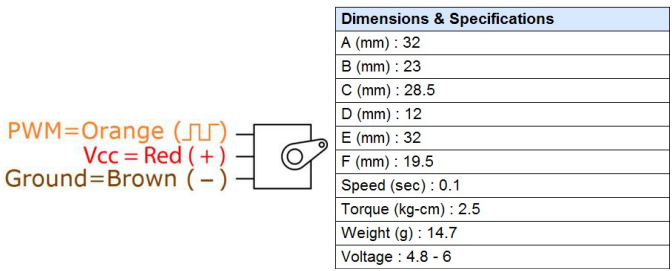 PWM=Orange (⎍⎍)
Vcc = Red (+)
Ground=Brown (−)
Dimensions & Specifications
A (mm) : 32
B (mm) : 23
C (mm) : 28.5
D (mm) : 12
E (mm) : 32
F (mm) : 19.5
Speed (sec) : 0.1
Torque (kg-cm) : 2.5
Weight (g) : 14.7
Voltage : 4.8 - 6